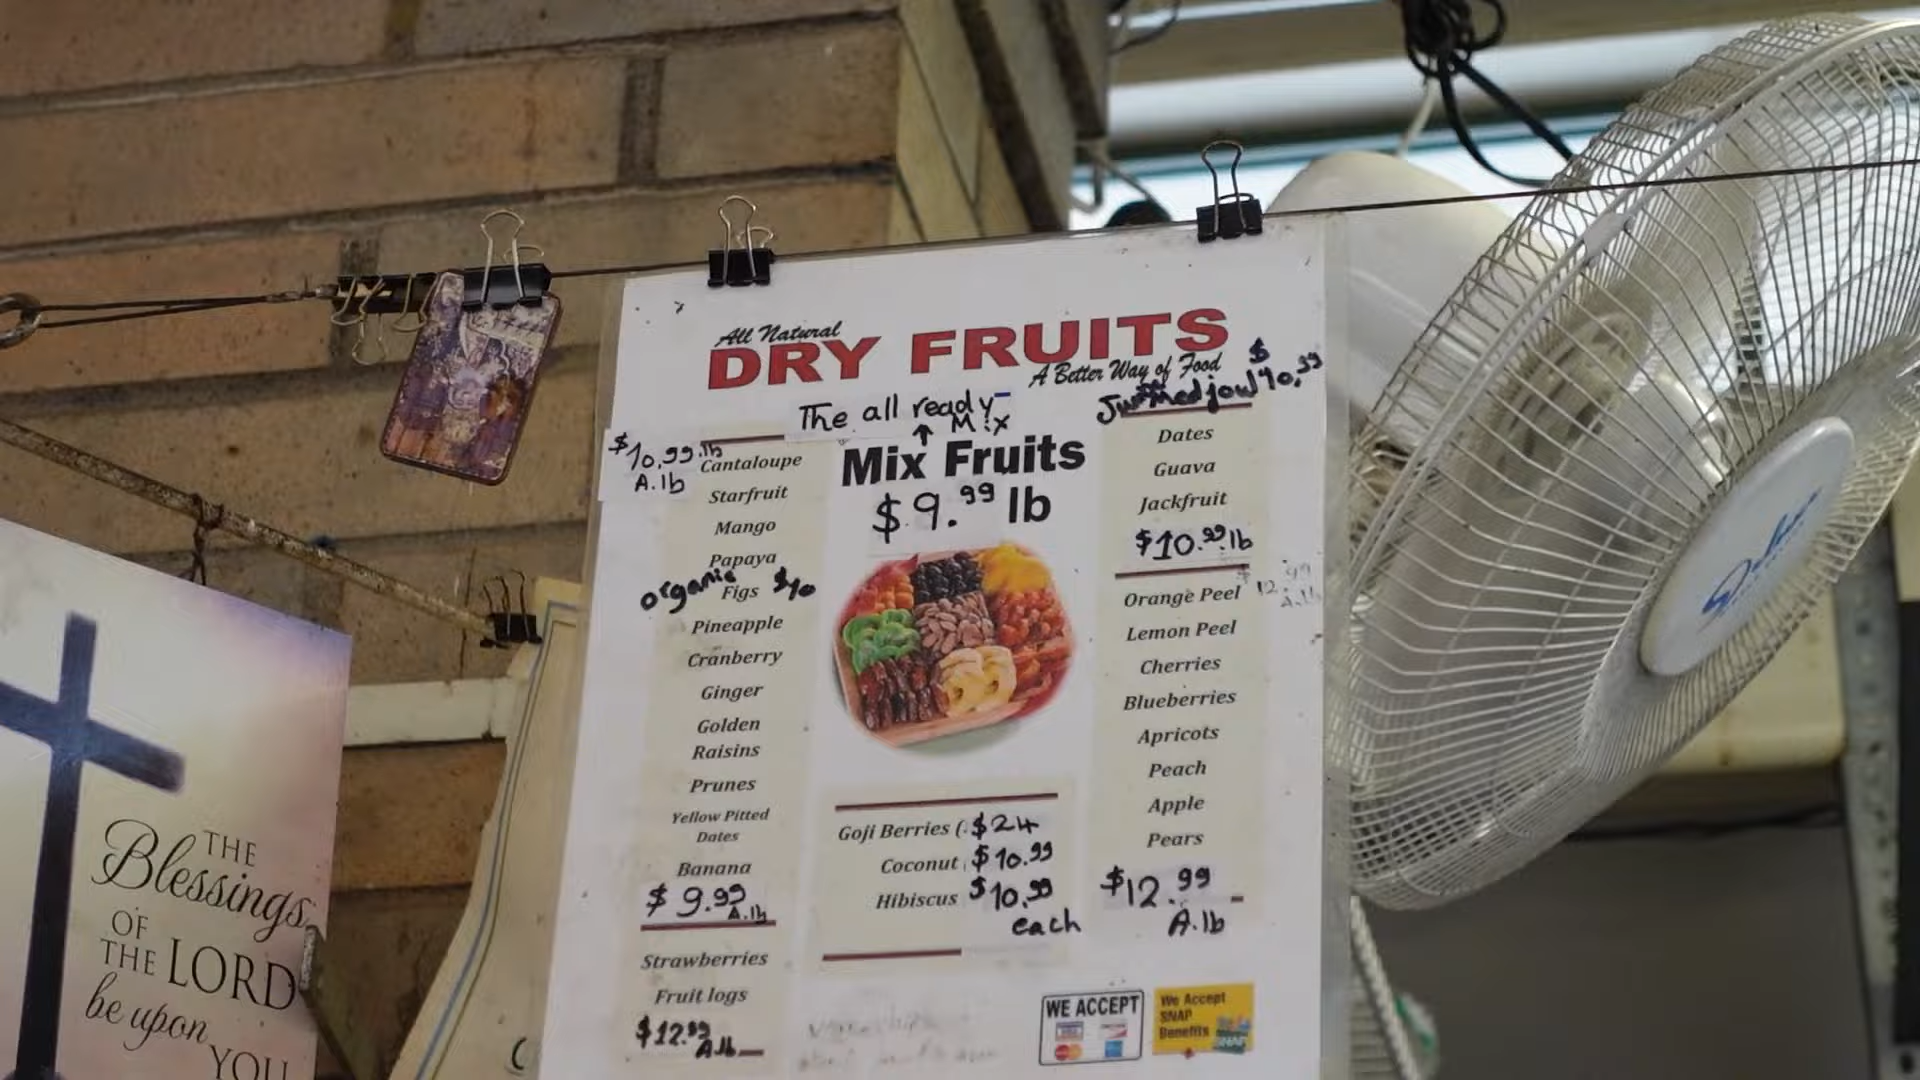 All Natural
DRY FRUITS
A Better Way of Food
The all ready
Mix
Mix Fruits
$9.99 lb
$10.99.lb
A.lb
Cantaloupe
Starfruit
Mango
Papaya
organic Figs $10
Pineapple
Cranberry
Ginger
Golden
Raisins
Prunes
Yellow Pitted
Dates
Banana
$9.99
A.lb
Strawberries
Fruit logs
$12.99
A.lb
Goji Berries ( $24
Coconut $10.99
Hibiscus $10.99
each
$10.99
Dates
Guava
Jackfruit
$10.99.lb
Orange Peel
$12.99
A.lb
Lemon Peel
Cherries
Blueberries
Apricots
Peach
Apple
Pears
$12.99
A.lb
WE ACCEPT
We Accept
SNAP
Benefits
SNAP
THE
Blessings
OF
THE LORD
be upon
YOU